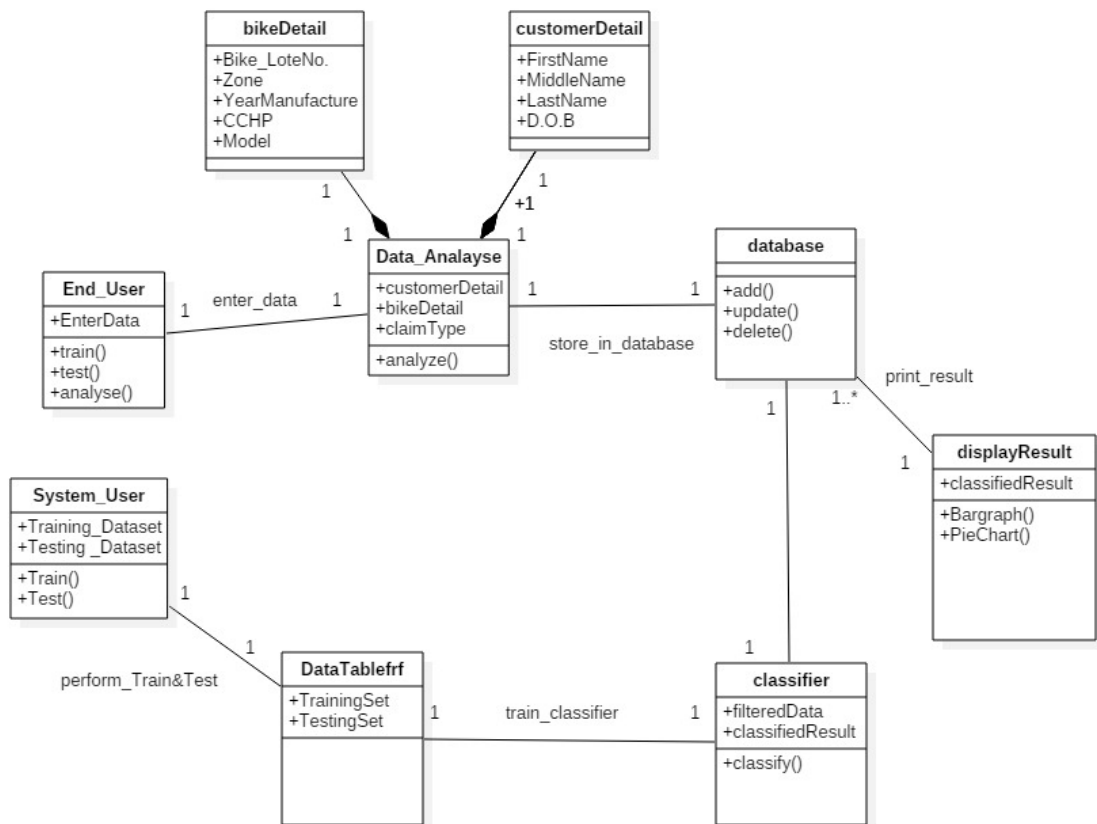 bikeDetail
+Bike_LoteNo.
+Zone
+YearManufacture
+CCHP
+Model
customerDetail
+FirstName
+MiddleName
+LastName
+D.O.B
1
1
+1
1
1
Data_Analayse
+customerDetail
+bikeDetail
+claimType
+analyze()
database
+add()
+update()
+delete()
End_User
+EnterData
+train()
+test()
+analyse()
1
enter_data
1
1
1
store_in_database
print_result
1..*
1
1
displayResult
+classifiedResult
+Bargraph()
+PieChart()
System_User
+Training_Dataset
+Testing _Dataset
+Train()
+Test()
1
1
perform_Train&Test
DataTablefrf
+TrainingSet
+TestingSet
1
train_classifier
1
1
classifier
+filteredData
+classifiedResult
+classify()